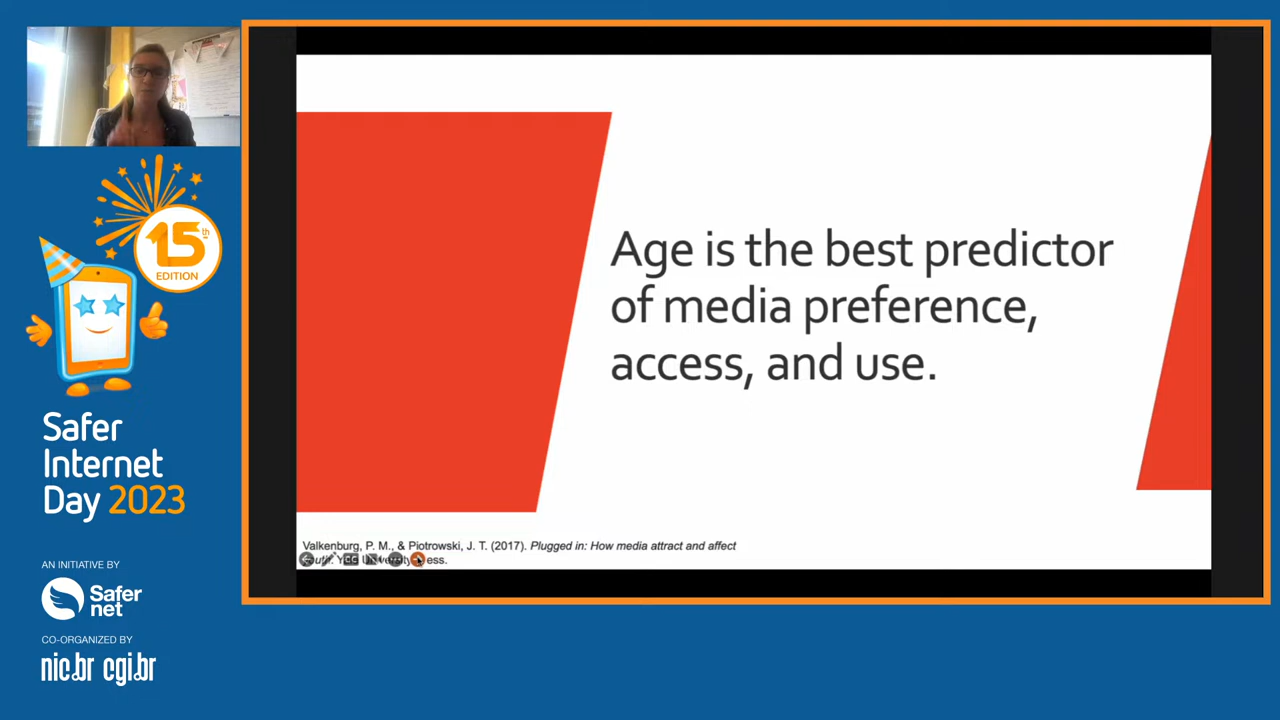 15th
EDITION
Safer
Internet
Day 2023
AN INITIATIVE BY
Safer
net
CO-ORGANIZED BY
nic.br cgi.br
Age is the best predictor
of media preference,
access, and use.
Valkenburg, P. M., & Piotrowski, J. T. (2017). Plugged in: How media attract and affect